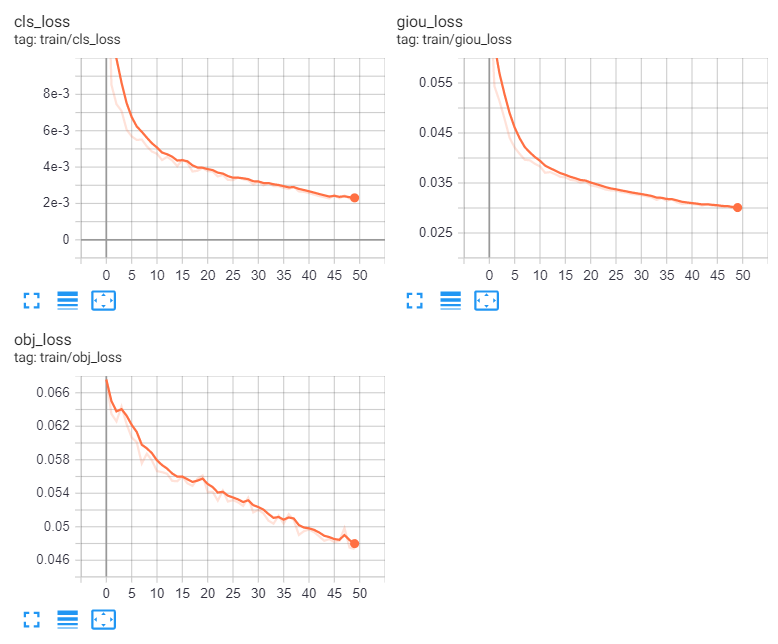 cls_loss
tag: train/cls_loss
8e-3
6e-3
4e-3
2e-3
0
0 5 10 15 20 25 30 35 40 45 50
giou_loss
tag: train/giou_loss
0.055
0.045
0.035
0.025
0 5 10 15 20 25 30 35 40 45 50
obj_loss
tag: train/obj_loss
0.066
0.062
0.058
0.054
0.05
0.046
0 5 10 15 20 25 30 35 40 45 50